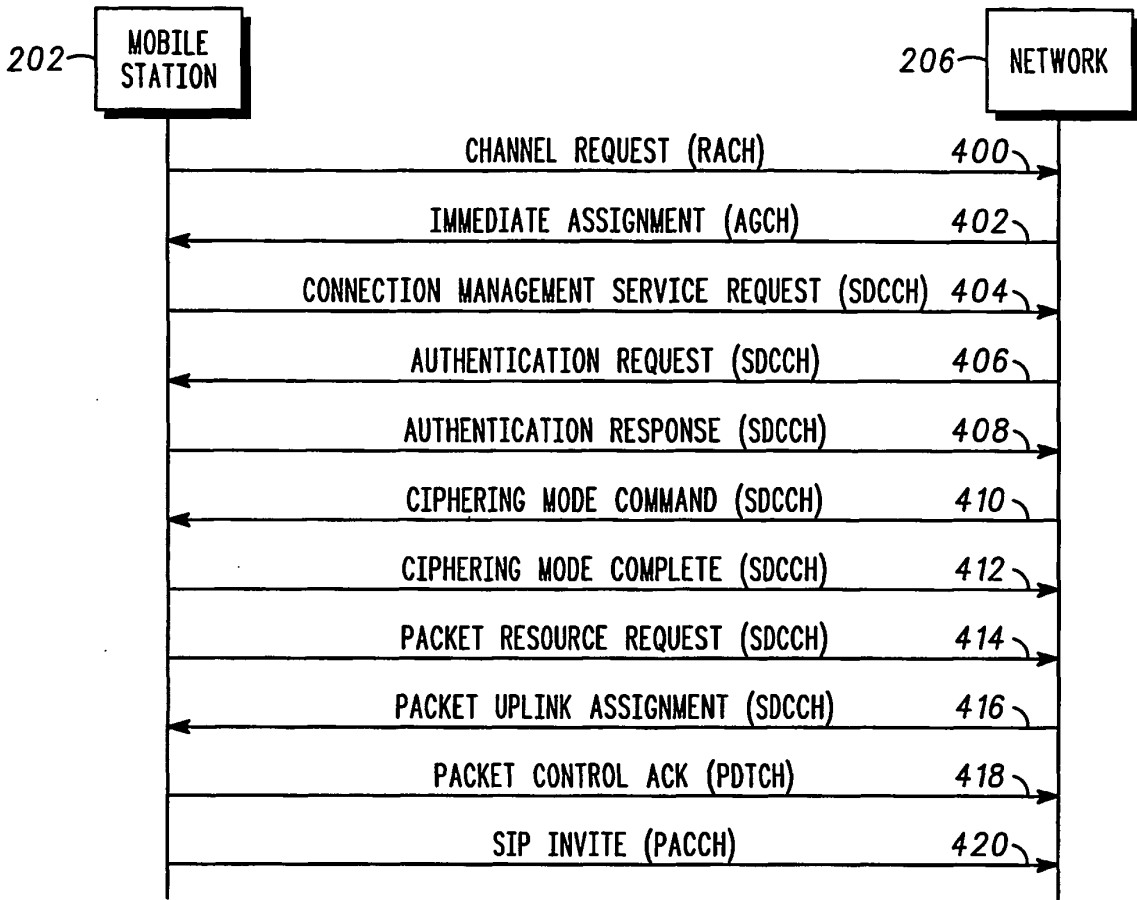 MOBILE
STATION
202
NETWORK
206
CHANNEL REQUEST (RACH) 400
IMMEDIATE ASSIGNMENT (AGCH) 402
CONNECTION MANAGEMENT SERVICE REQUEST (SDCCH) 404
AUTHENTICATION REQUEST (SDCCH) 406
AUTHENTICATION RESPONSE (SDCCH) 408
CIPHERING MODE COMMAND (SDCCH) 410
CIPHERING MODE COMPLETE (SDCCH) 412
PACKET RESOURCE REQUEST (SDCCH) 414
PACKET UPLINK ASSIGNMENT (SDCCH) 416
PACKET CONTROL ACK (PDTCH) 418
SIP INVITE (PACCH) 420